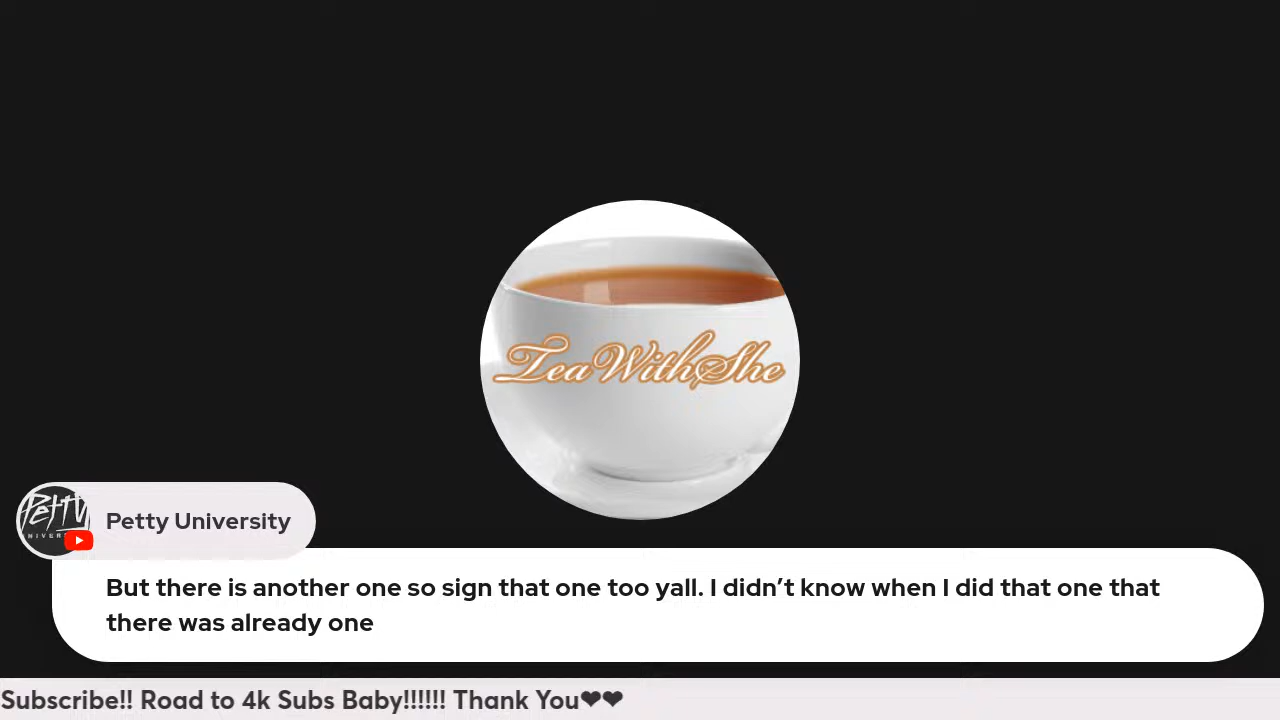 TeaWithShe
Petty
Petty University
But there is another one so sign that one too yall. I didn’t know when I did that one that
there was already one
Subscribe!! Road to 4k Subs Baby!!!!!! Thank You❤❤